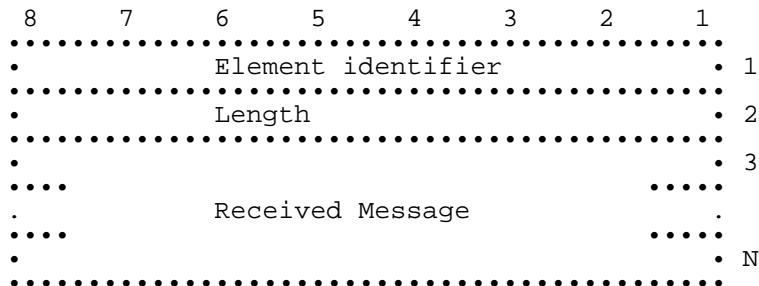 8 7 6 5 4 3 2 1
Element identifier 1
Length 2
3
Received Message
N